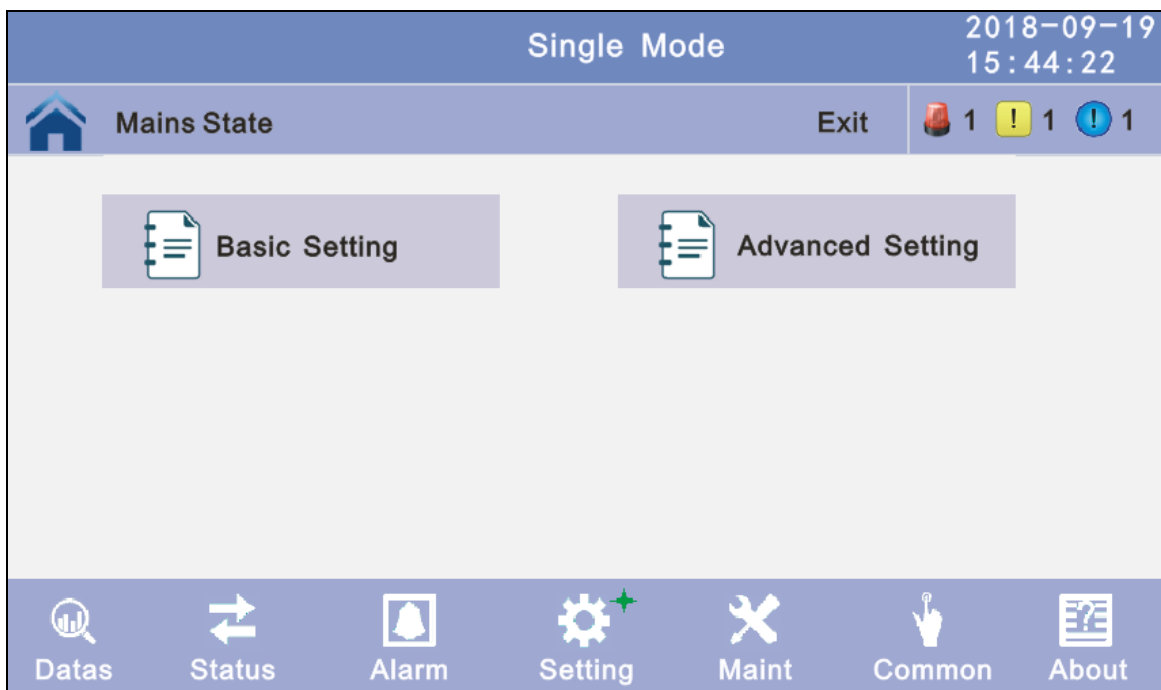 Single Mode
2018-09-19
15:44:22
Mains State
Exit
1
! 1
! 1
Basic Setting
Advanced Setting
Datas
Status
Alarm
Setting
Maint
Common
?
About